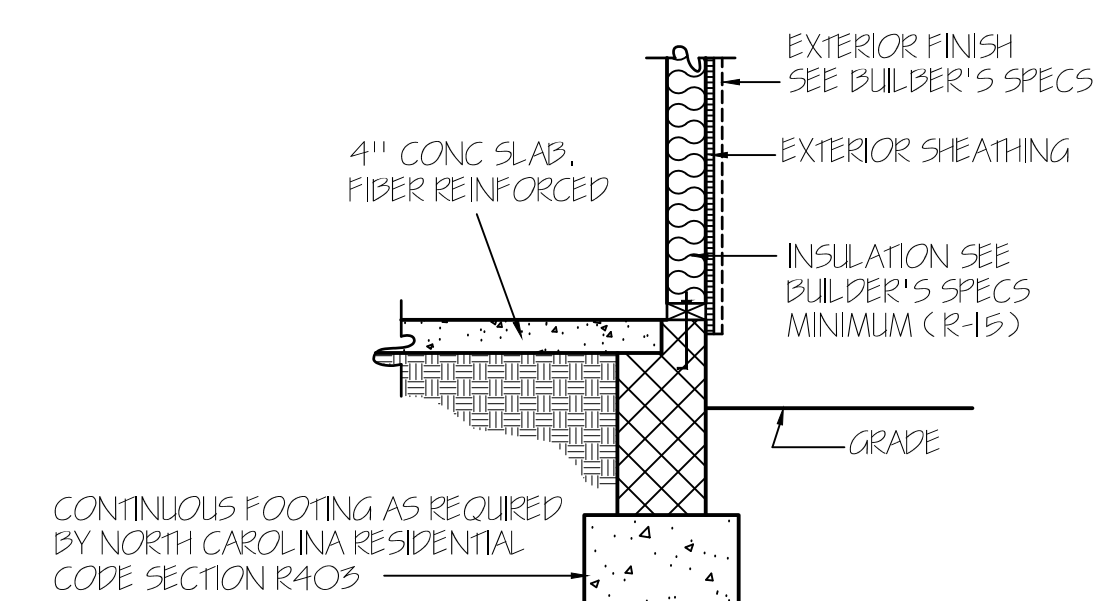 EXTERIOR FINISH
SEE BUILBER'S SPECS
EXTERIOR SHEATHING
4" CONC SLAB.
FIBER REINFORCED
INSULATION SEE
BUILDER'S SPECS
MINIMUM (R-15)
GRADE
CONTINUOUS FOOTING AS REQUIRED
BY NORTH CAROLINA RESIDENTIAL
CODE SECTION R403